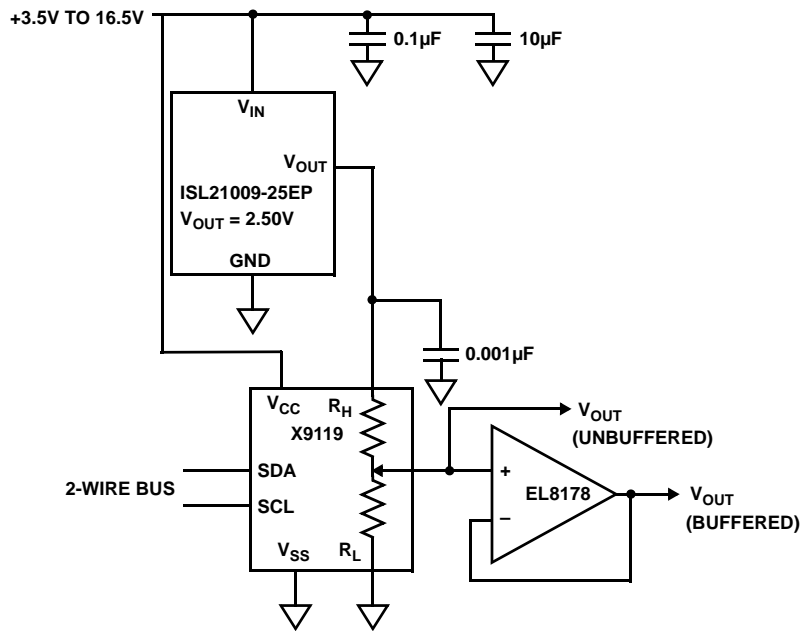 +3.5V TO 16.5V
0.1µF
10µF
VIN
VOUT
ISL21009-25EP
VOUT = 2.50V
GND
0.001µF
VCC
RH
X9119
VOUT
(UNBUFFERED)
2-WIRE BUS
SDA
SCL
+
EL8178
–
VOUT
(BUFFERED)
VSS
RL